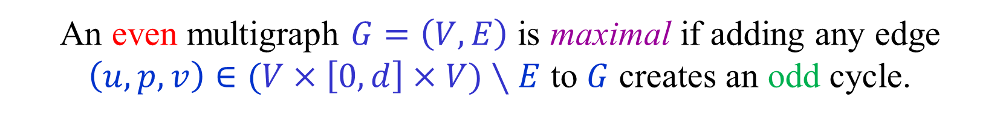 An even multigraph 𝐺 = (𝑉, 𝐸) is maximal if adding any edge
(𝑢, 𝑝, 𝑣) ∈ (𝑉 × [0, 𝑑] × 𝑉) ∖ 𝐸 to 𝐺 creates an odd cycle.